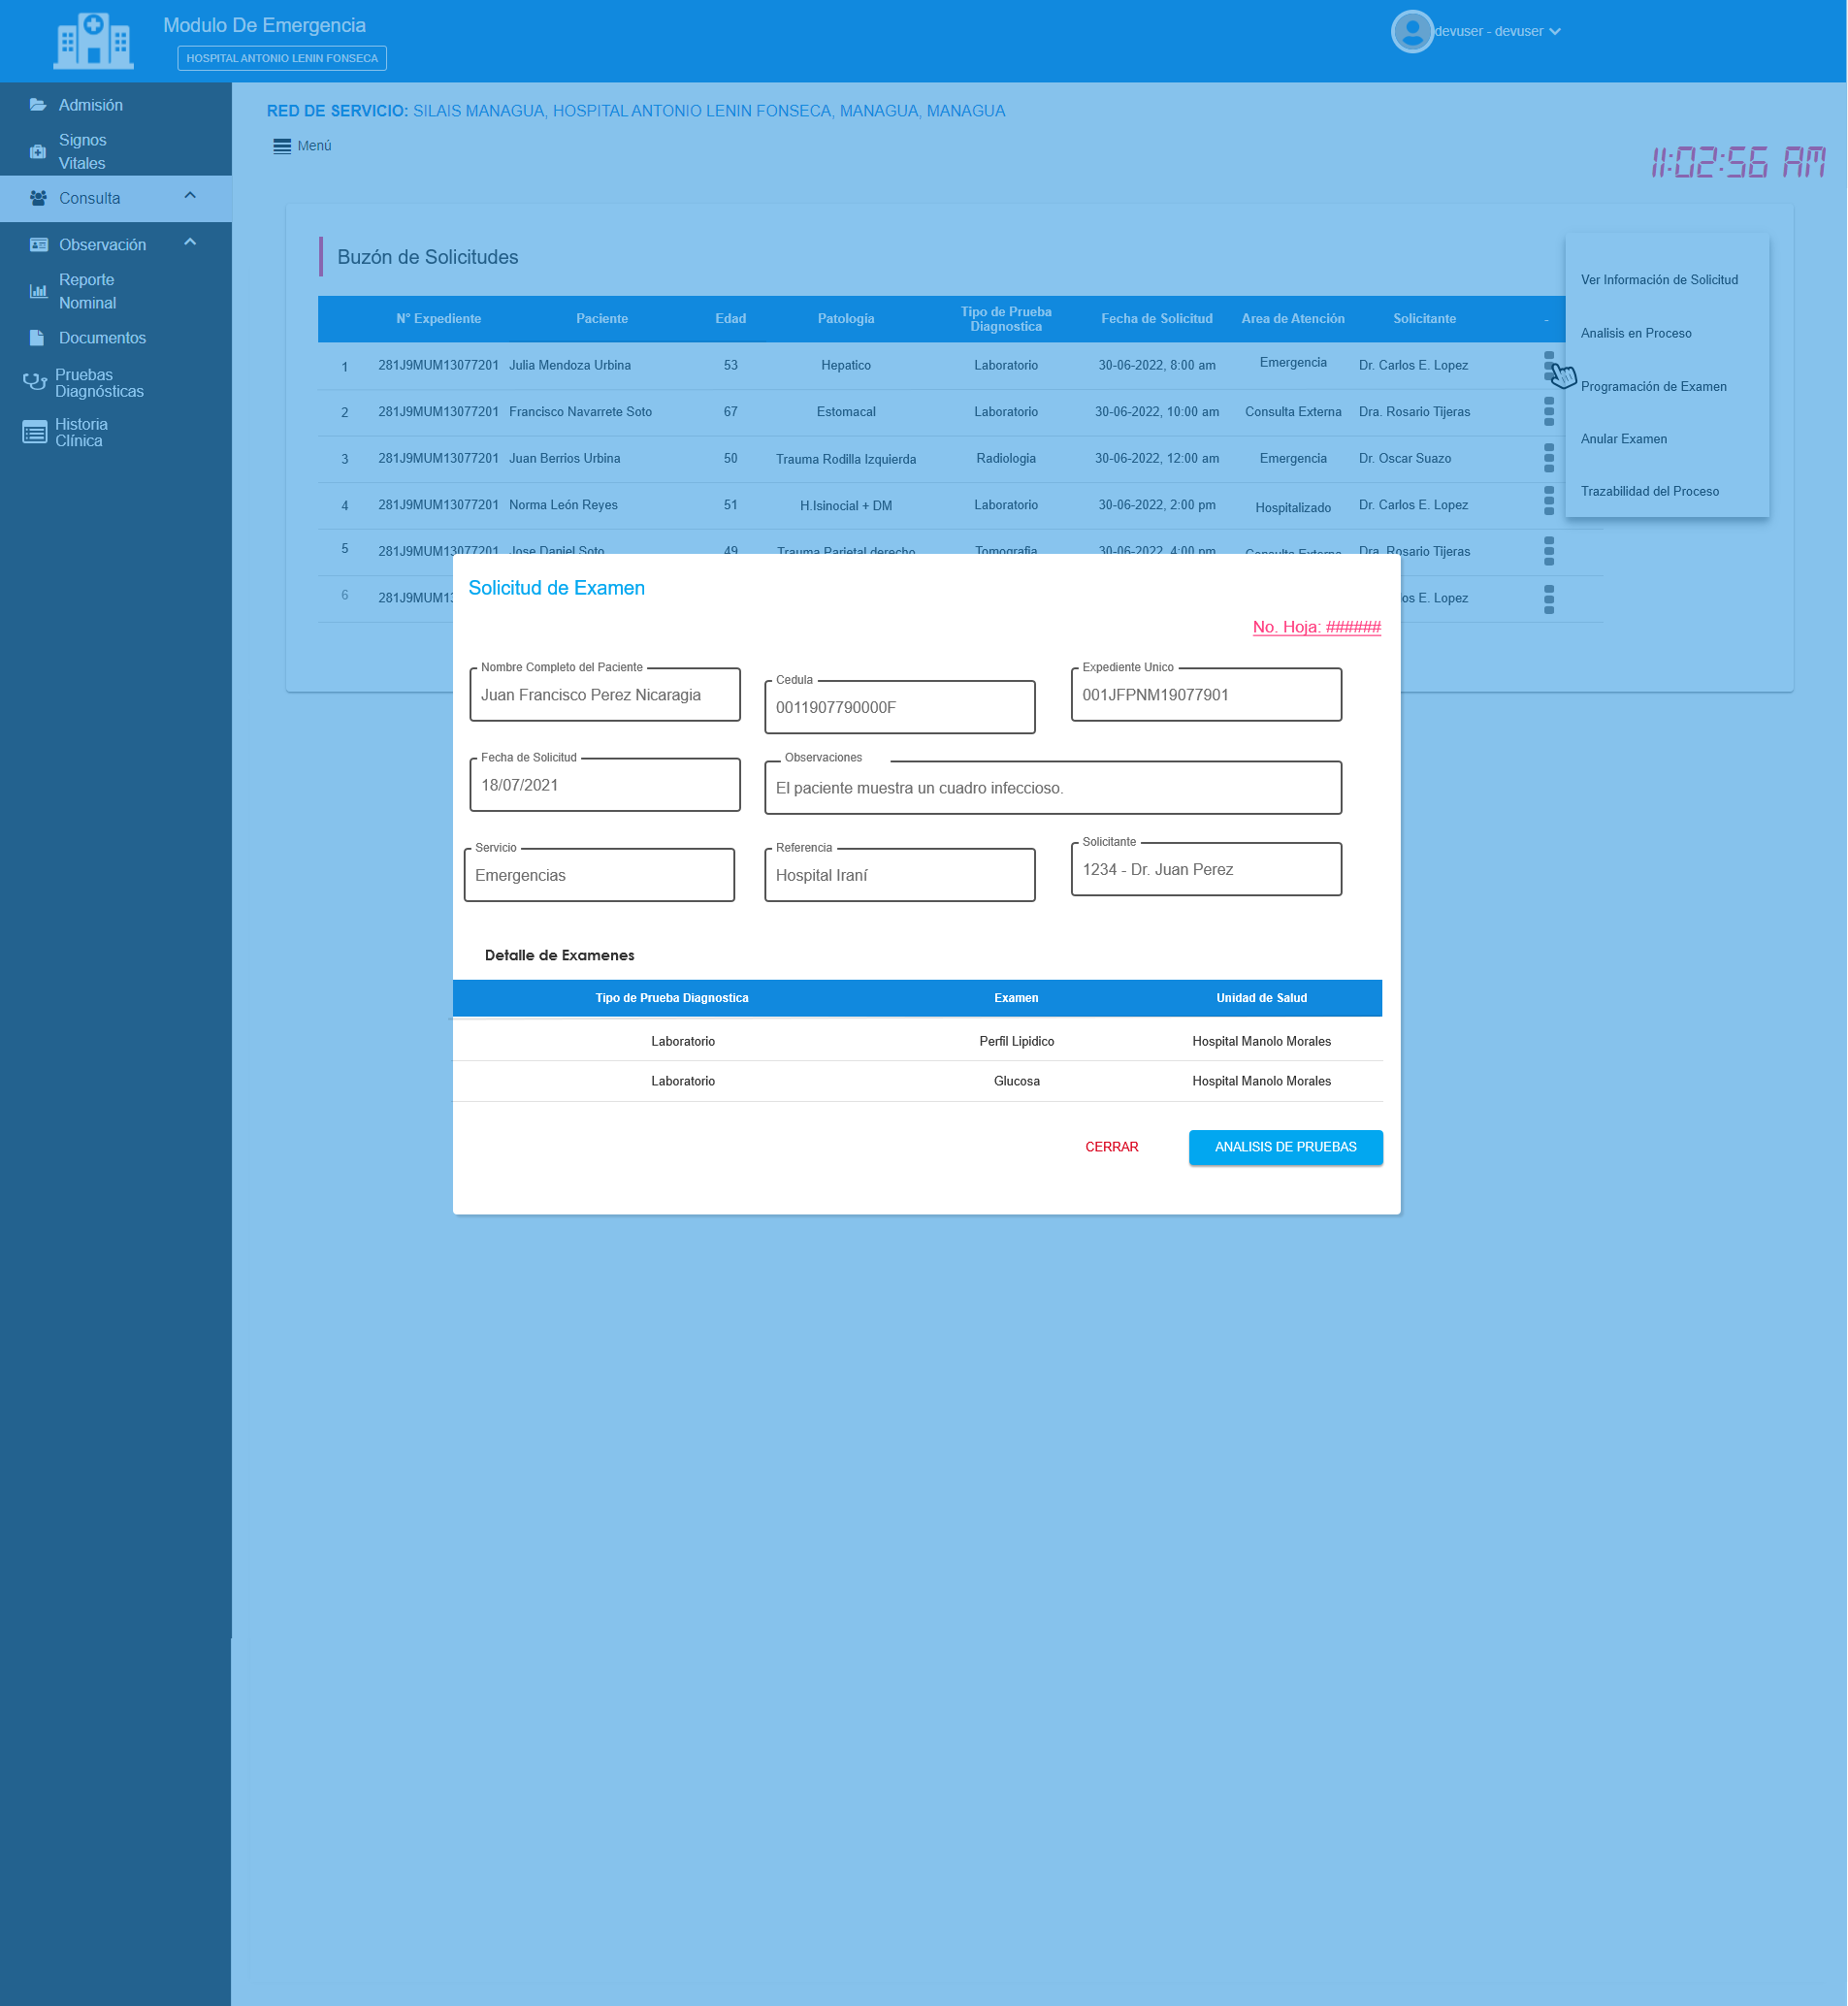 Modulo De Emergencia
HOSPITAL ANTONIO LENIN FONSECA
devuser - devuser
Admisión
Signos
Vitales
Consulta
Observación
Reporte
Nominal
Documentos
Pruebas
Diagnósticas
Historia
Clínica
RED DE SERVICIO: SILAIS MANAGUA, HOSPITAL ANTONIO LENIN FONSECA, MANAGUA, MANAGUA
Menú
11:02:56 AM
Buzón de Solicitudes
N° Expediente Paciente Edad Patología Tipo de Prueba Diagnostica Fecha de Solicitud Area de Atención Solicitante -
1 281J9MUM13077201 Julia Mendoza Urbina 53 Hepatico Laboratorio 30-06-2022, 8:00 am Emergencia Dr. Carlos E. Lopez
2 281J9MUM13077201 Francisco Navarrete Soto 67 Estomacal Laboratorio 30-06-2022, 10:00 am Consulta Externa Dra. Rosario Tijeras
3 281J9MUM13077201 Juan Berrios Urbina 50 Trauma Rodilla Izquierda Radiologia 30-06-2022, 12:00 am Emergencia Dr. Oscar Suazo
4 281J9MUM13077201 Norma León Reyes 51 H.Isinocial + DM Laboratorio 30-06-2022, 2:00 pm Hospitalizado Dr. Carlos E. Lopez
5 281J9MUM13077201 Jose Daniel Soto 49 Trauma Parietal derecho Tomografia 30-06-2022, 4:00 pm Consulta Externa Dra. Rosario Tijeras
6 281J9MUM13 os E. Lopez
Ver Información de Solicitud
Analisis en Proceso
Programación de Examen
Anular Examen
Trazabilidad del Proceso
Solicitud de Examen
No. Hoja: ######
Nombre Completo del Paciente
Juan Francisco Perez Nicaragia
Cedula
0011907790000F
Expediente Unico
001JFPNM19077901
Fecha de Solicitud
18/07/2021
Observaciones
El paciente muestra un cuadro infeccioso.
Servicio
Emergencias
Referencia
Hospital Iraní
Solicitante
1234 - Dr. Juan Perez
Detalle de Examenes
Tipo de Prueba Diagnostica Examen Unidad de Salud
Laboratorio Perfil Lipidico Hospital Manolo Morales
Laboratorio Glucosa Hospital Manolo Morales
CERRAR
ANALISIS DE PRUEBAS